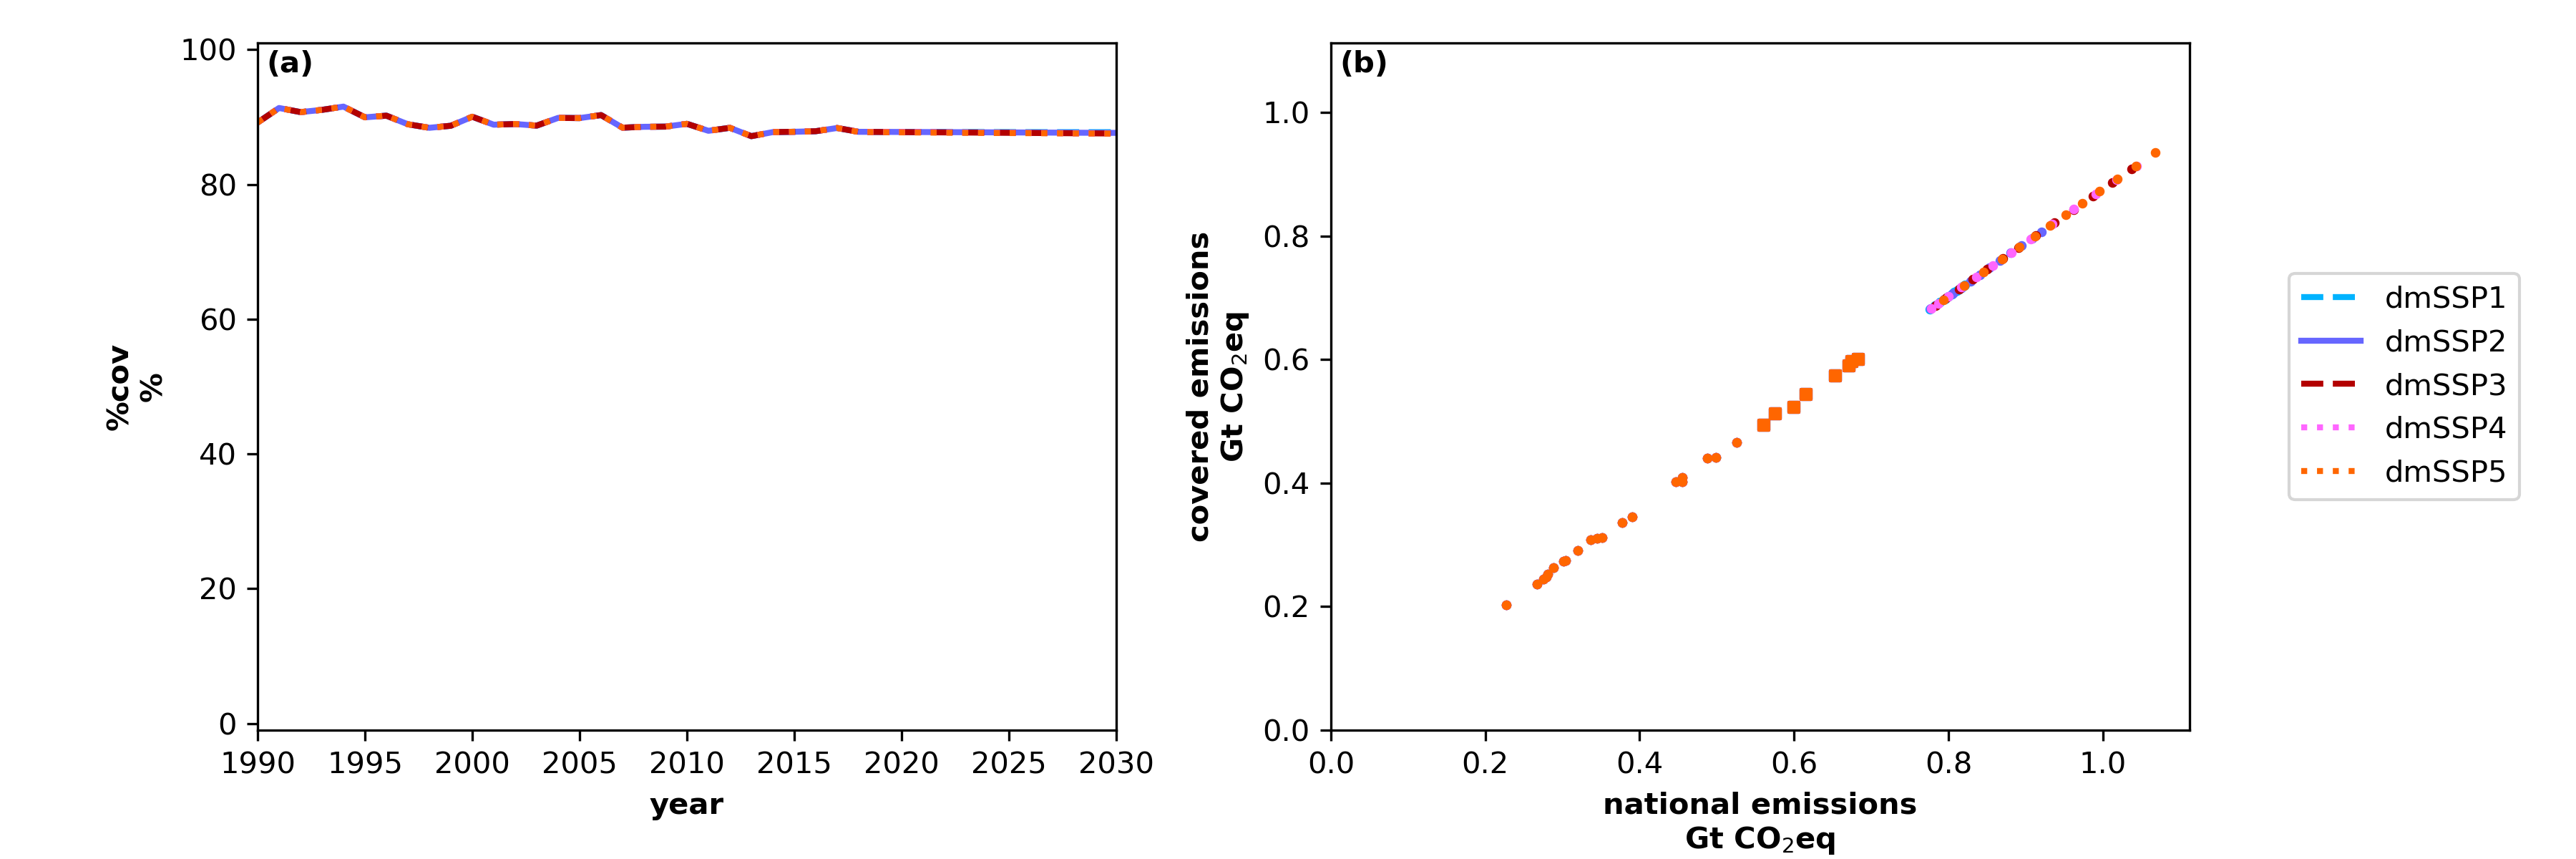 (a)
100
80
60
40
20
0
%cov
%
1990 1995 2000 2005 2010 2015 2020 2025 2030
year
(b)
1.0
0.8
0.6
0.4
0.2
0.0
covered emissions
Gt CO₂eq
0.0 0.2 0.4 0.6 0.8 1.0
national emissions
Gt CO₂eq
dmSSP1
dmSSP2
dmSSP3
dmSSP4
dmSSP5